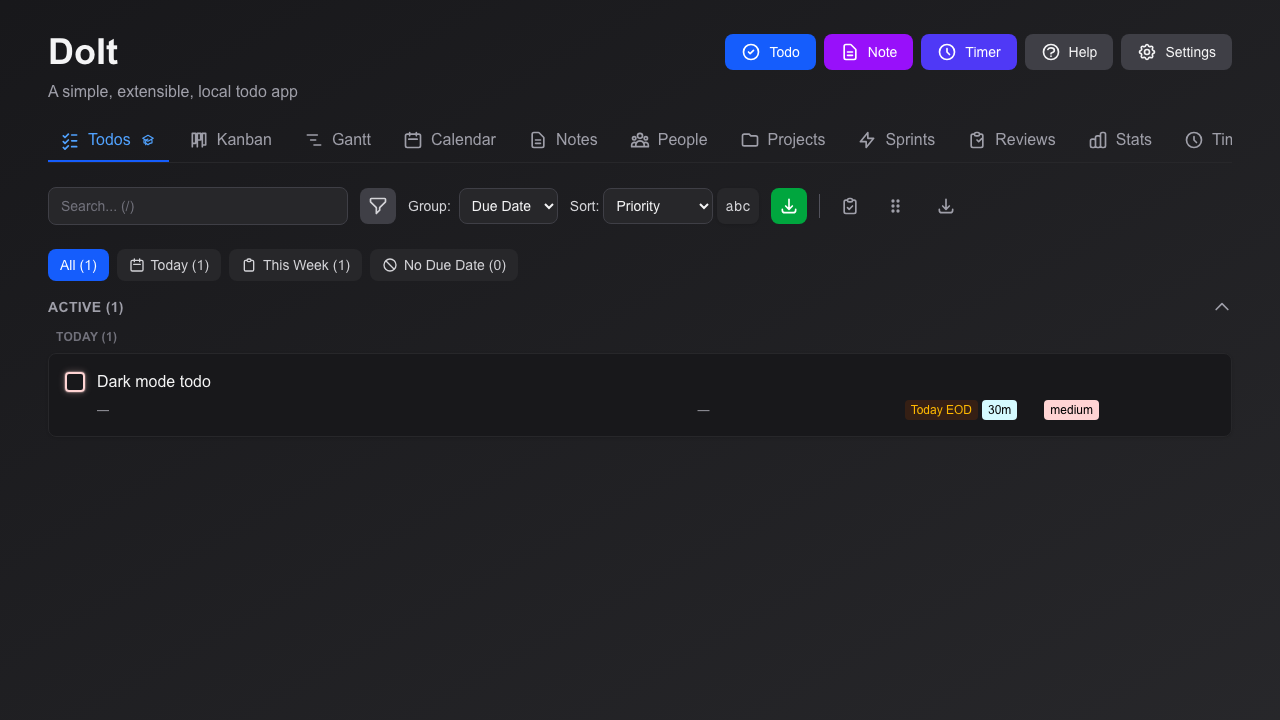 DoIt
Todo
Note
Timer
Help
Settings
A simple, extensible, local todo app
Todos
Kanban
Gantt
Calendar
Notes
People
Projects
Sprints
Reviews
Stats
Tin
Search... (/)
Group:
Due Date
Sort:
Priority
abc
All (1)
Today (1)
This Week (1)
No Due Date (0)
ACTIVE (1)
TODAY (1)
Dark mode todo
—
—
Today EOD
30m
medium